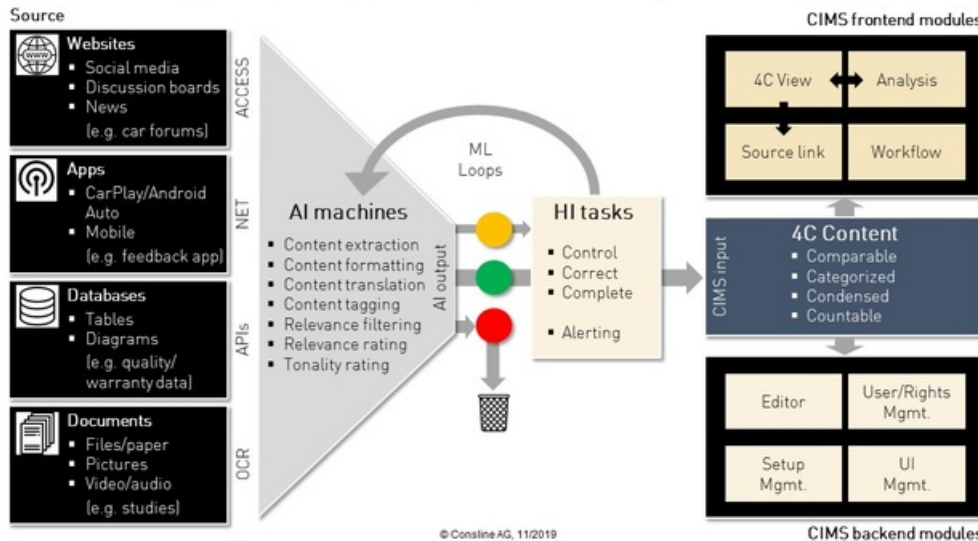 Source
Websites
▪ Social media
▪ Discussion boards
▪ News
(e.g. car forums)
Apps
▪ CarPlay/Android
Auto
▪ Mobile
(e.g. feedback app)
Databases
▪ Tables
▪ Diagrams
(e.g. quality/
warranty data)
Documents
▪ Files/paper
▪ Pictures
▪ Video/audio
(e.g. studies)
ACCESS
NET
APIs
OCR
AI machines
▪ Content extraction
▪ Content formatting
▪ Content translation
▪ Content tagging
▪ Relevance filtering
▪ Relevance rating
▪ Tonality rating
AI output
ML
Loops
HI tasks
▪ Control
▪ Correct
▪ Complete
▪ Alerting
CIMS frontend modules
4C View
Analysis
Source link
Workflow
CIMS input
4C Content
▪ Comparable
▪ Categorized
▪ Condensed
▪ Countable
Editor
User/Rights
Mgmt.
Setup
Mgmt.
UI
Mgmt.
CIMS backend modules
© Consline AG, 11/2019